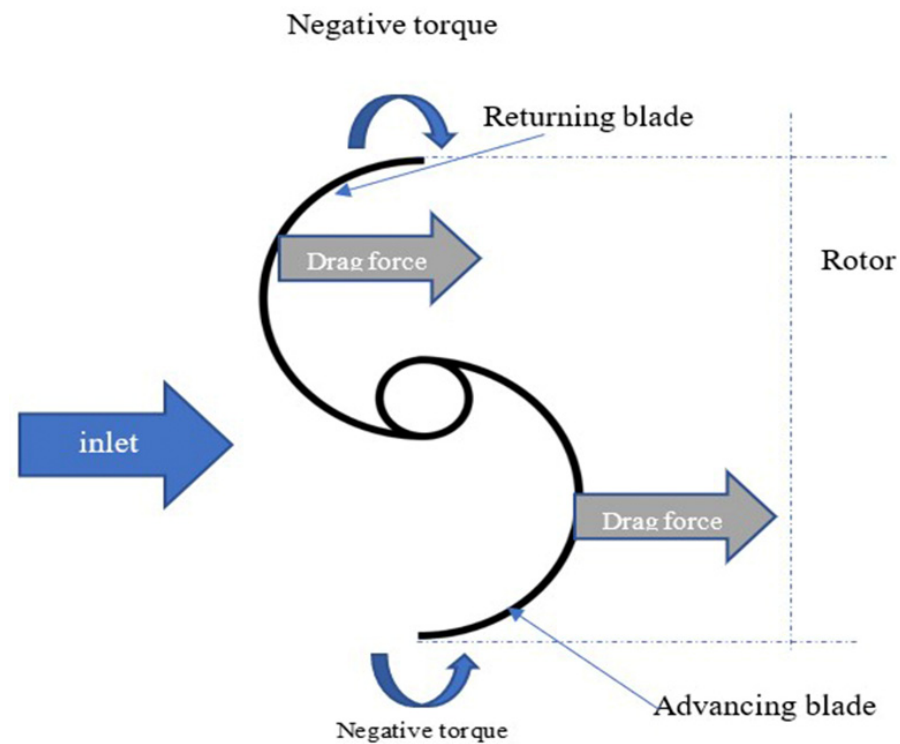 Negative torque
Returning blade
Drag force
Rotor
inlet
Drag force
Advancing blade
Negative torque